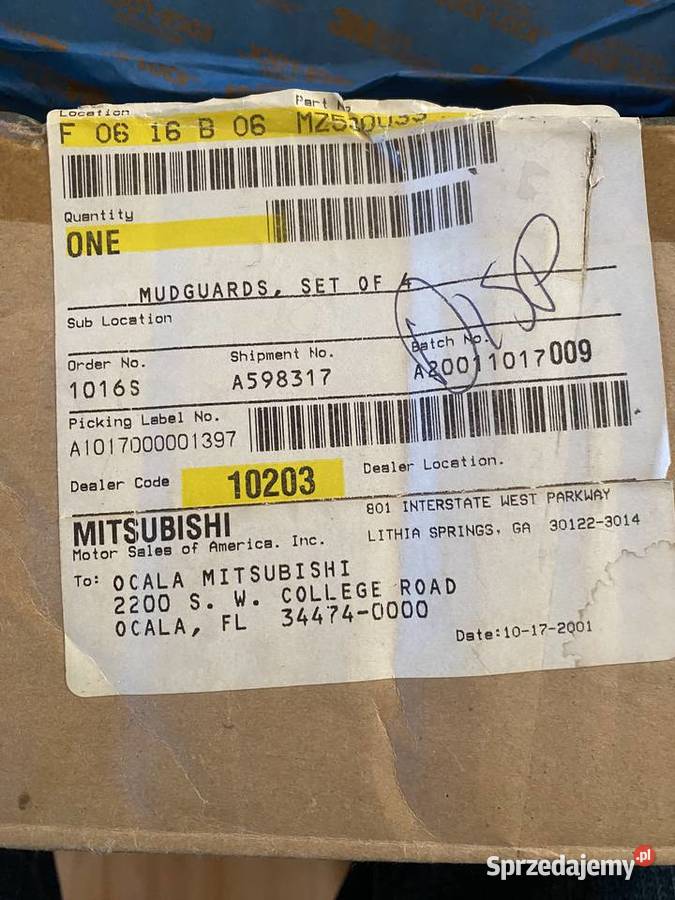 Location
Part No.
F 06 16 B 06
Quantity
ONE
MUDGUARDS, SET OF 4
Sub Location
Order No.
Shipment No.
Batch No.
1016S
A598317
A20011017009
Picking Label No.
A1017000001397
Dealer Code
10203
Dealer Location.
MITSUBISHI
Motor Sales of America. Inc.
801 INTERSTATE WEST PARKWAY
LITHIA SPRINGS, GA 30122-3014
To: OCALA MITSUBISHI
2200 S. W. COLLEGE ROAD
OCALA, FL 34474-0000
Date:10-17-2001
Sprzedajemy.pl